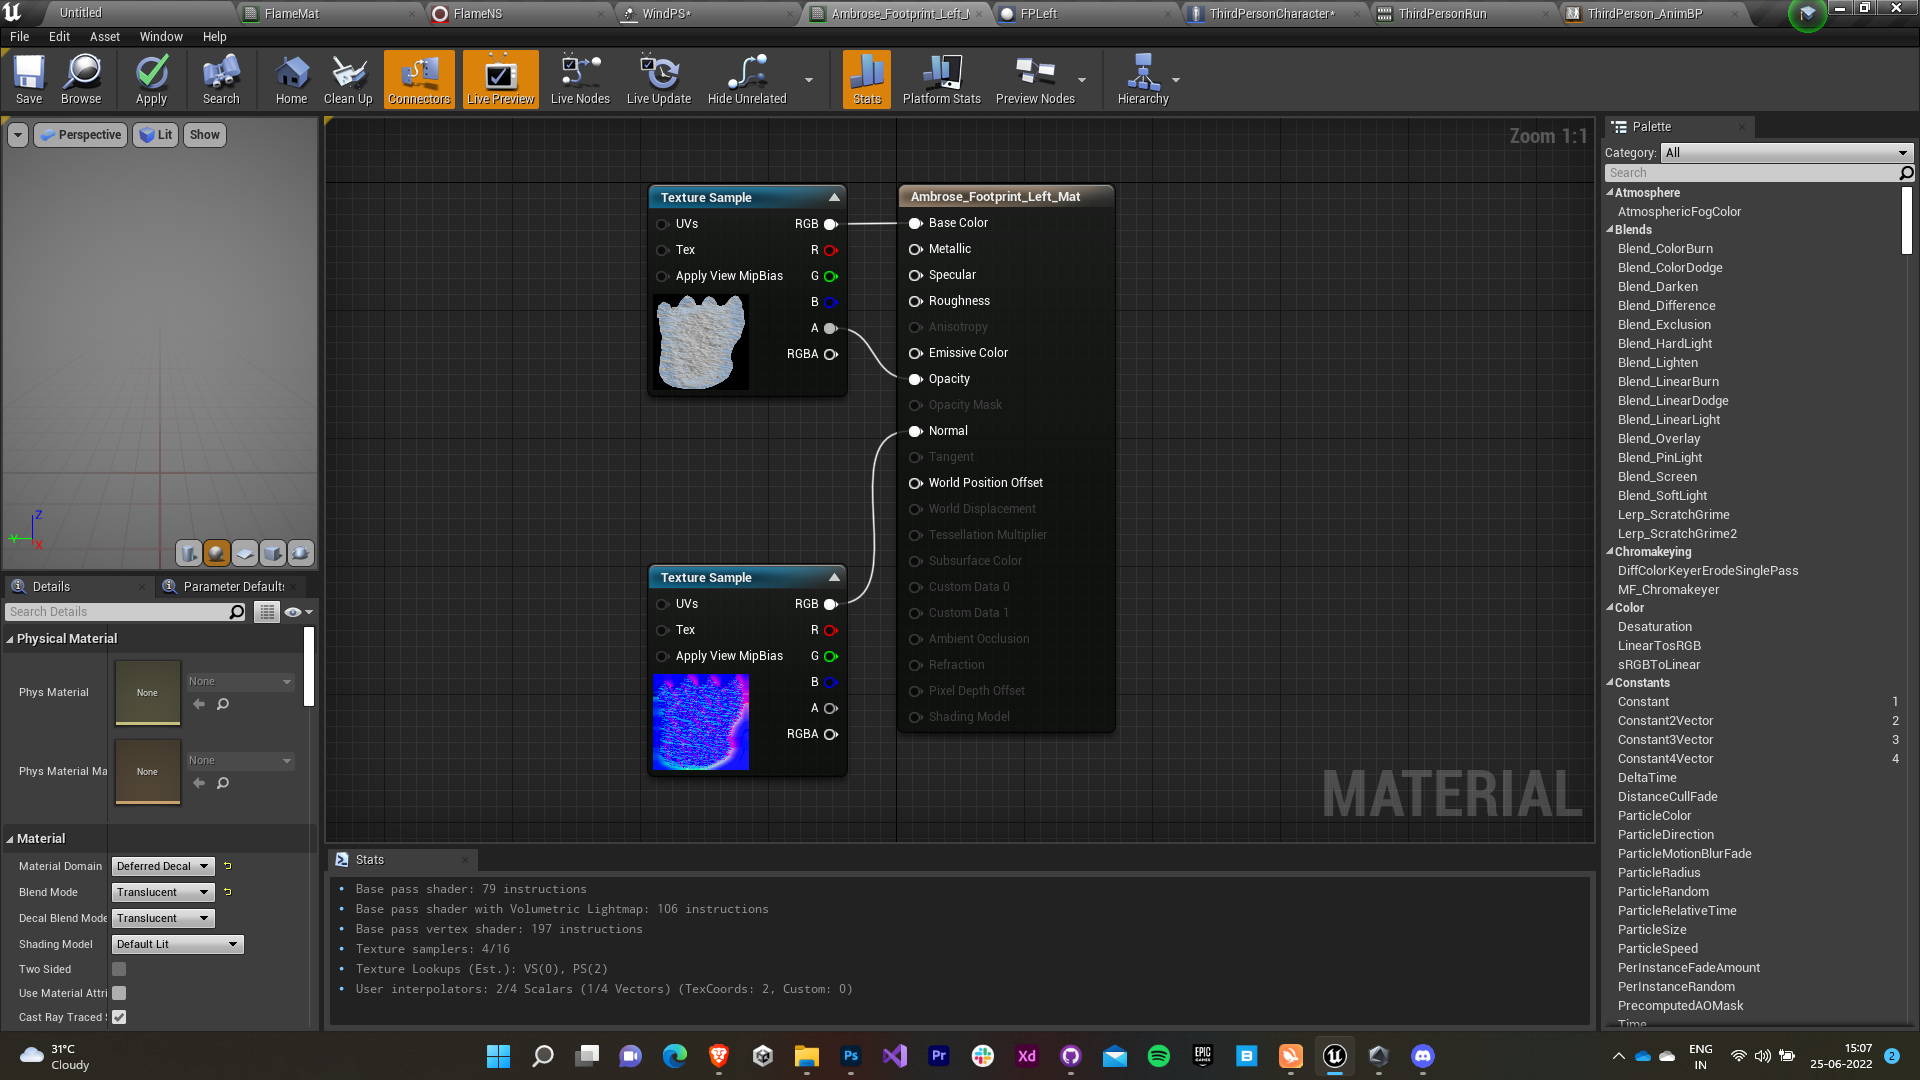 Untitled
FlameMat
FlameNS
WindPS*
Ambrose_Footprint_Left_M
FPLeft
ThirdPersonCharacter*
ThirdPersonRun
ThirdPerson_AnimBP
File Edit Asset Window Help
Save Browse Apply Search Home Clean Up Connectors Live Preview Live Nodes Live Update Hide Unrelated Stats Platform Stats Preview Nodes Hierarchy
Perspective Lit Show
Zoom 1:1
Z
Y
X
Texture Sample
UVs RGB
Tex R
Apply View MipBias G
B
A
RGBA
Ambrose_Footprint_Left_Mat
Base Color
Metallic
Specular
Roughness
Anisotropy
Emissive Color
Opacity
Opacity Mask
Normal
Tangent
World Position Offset
World Displacement
Tessellation Multiplier
Subsurface Color
Custom Data 0
Custom Data 1
Ambient Occlusion
Refraction
Pixel Depth Offset
Shading Model
Texture Sample
UVs RGB
Tex R
Apply View MipBias G
B
A
RGBA
MATERIAL
Details Parameter Default
Search Details
Physical Material
Phys Material None None
Phys Material Ma None None
Material
Material Domain Deferred Decal
Blend Mode Translucent
Decal Blend Mode Translucent
Shading Model Default Lit
Two Sided
Use Material Attri
Cast Ray Traced S
Stats
Base pass shader: 79 instructions
Base pass shader with Volumetric Lightmap: 106 instructions
Base pass vertex shader: 197 instructions
Texture samplers: 4/16
Texture Lookups (Est.): VS(0), PS(2)
User interpolators: 2/4 Scalars (1/4 Vectors) (TexCoords: 2, Custom: 0)
Palette
Category: All
Search
Atmosphere
AtmosphericFogColor
Blends
Blend_ColorBurn
Blend_ColorDodge
Blend_Darken
Blend_Difference
Blend_Exclusion
Blend_HardLight
Blend_Lighten
Blend_LinearBurn
Blend_LinearDodge
Blend_LinearLight
Blend_Overlay
Blend_PinLight
Blend_Screen
Blend_SoftLight
Lerp_ScratchGrime
Lerp_ScratchGrime2
Chromakeying
DiffColorKeyerErodeSinglePass
MF_Chromakeyer
Color
Desaturation
LinearTosRGB
sRGBToLinear
Constants
Constant 1
Constant2Vector 2
Constant3Vector 3
Constant4Vector 4
DeltaTime
DistanceCullFade
ParticleColor
ParticleDirection
ParticleMotionBlurFade
ParticleRadius
ParticleRandom
ParticleRelativeTime
ParticleSize
ParticleSpeed
PerInstanceFadeAmount
PerInstanceRandom
PrecomputedAOMask
Time
31°C
Cloudy
Ps
Pr
Xd
EPIC GAMES
ENG
IN
15:07
25-06-2022
2